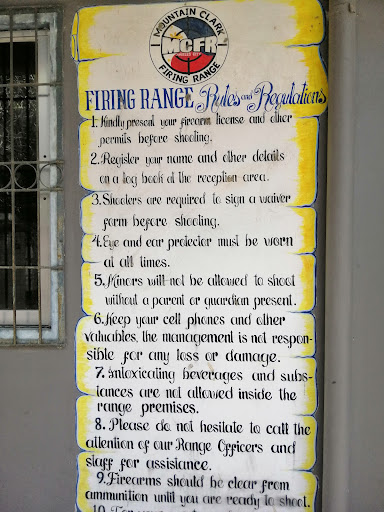 MOUNTAIN CLARK
MCFR
FIRING RANGE
FIRING RANGE Rules and Regulations
1. Kindly present your firearm license and other
permits before shooting.
2. Register your name and other details
on a log book at the reception area.
3. Shooters are required to sign a waiver
form before shooting.
4. Eye and ear protector must be worn
at all times.
5. Minors will not be allowed to shoot
without a parent or guardian present.
6. Keep your cell phones and other
valuables, the management is not respon-
sible for any loss or damage.
7. Intoxicating beverages and subs-
tances are not allowed inside the
range premises.
8. Please do not hesitate to call the
attention of our Range Officers and
staff for assistance.
9. Firearms should be clear from
ammunition until you are ready to shoot.
10. For your